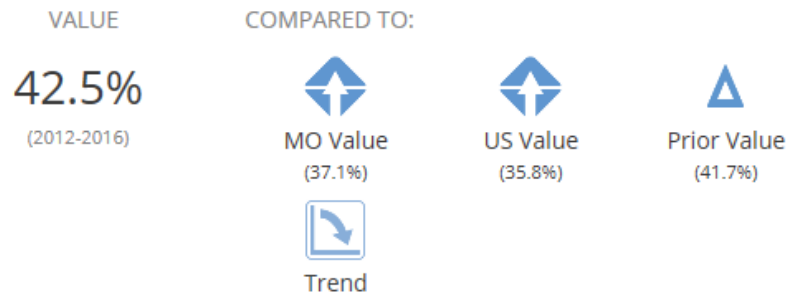 VALUE
COMPARED TO:
42.5%
(2012-2016)
MO Value
(37.1%)
US Value
(35.8%)
Prior Value
(41.7%)
Trend